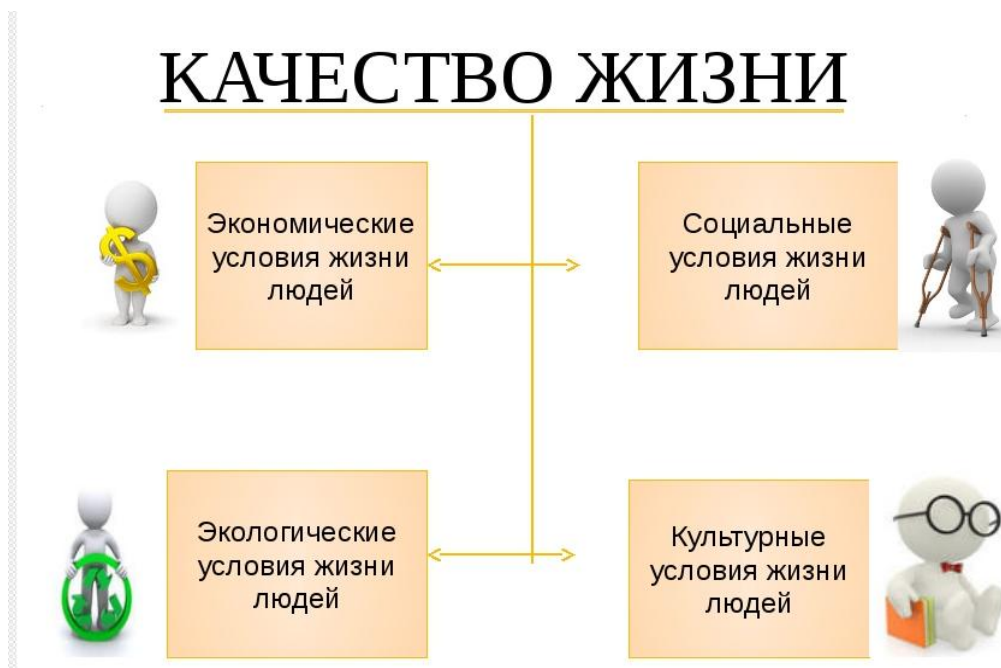 КАЧЕСТВО ЖИЗНИ
Экономические
условия жизни
людей
Социальные
условия жизни
людей
Экологические
условия жизни
людей
Культурные
условия жизни
людей